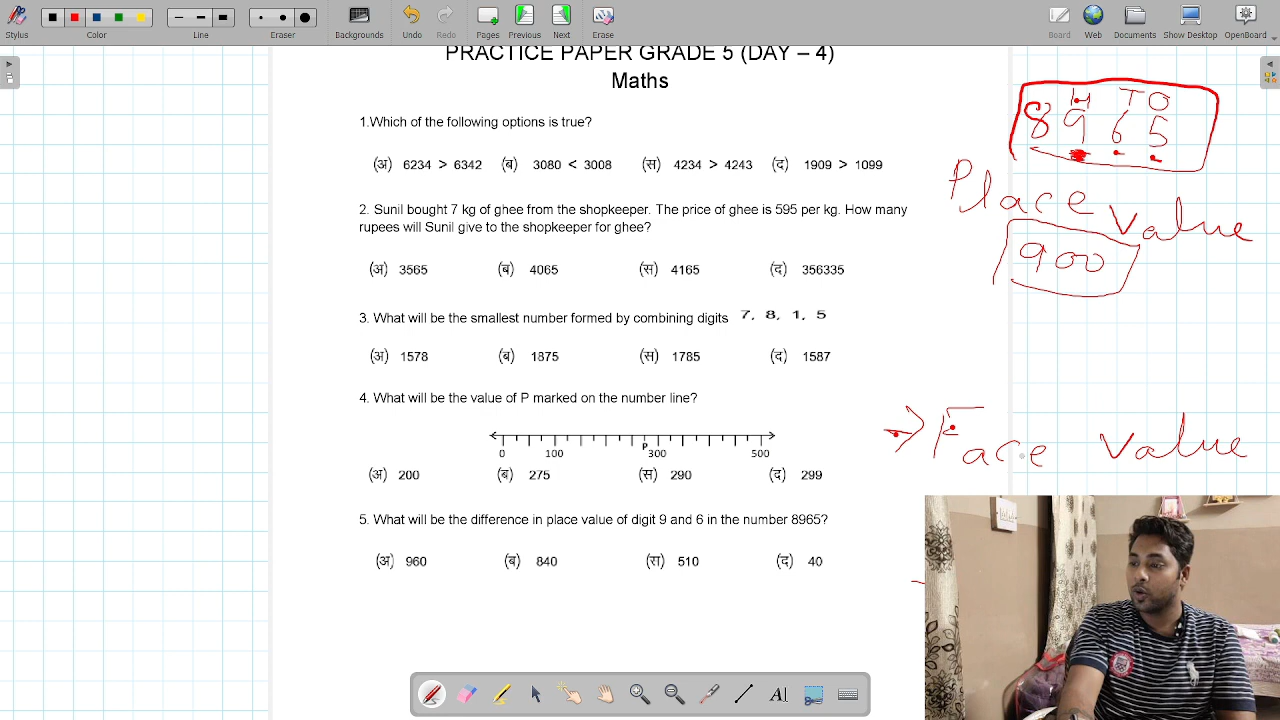 Stylus Color Line Eraser Backgrounds Undo Redo Pages Previous Next Erase Board Web Documents Show Desktop OpenBoard
PRACTICE PAPER GRADE 5 (DAY – 4)
Maths
1.Which of the following options is true?
(अ) 6234 > 6342 (ब) 3080 < 3008 (स) 4234 > 4243 (द) 1909 > 1099
2. Sunil bought 7 kg of ghee from the shopkeeper. The price of ghee is 595 per kg. How many
rupees will Sunil give to the shopkeeper for ghee?
(अ) 3565 (ब) 4065 (स) 4165 (द) 356335
3. What will be the smallest number formed by combining digits 7, 8, 1, 5
(अ) 1578 (ब) 1875 (स) 1785 (द) 1587
4. What will be the value of P marked on the number line?
P
0 100 300 500
(अ) 200 (ब) 275 (स) 290 (द) 299
5. What will be the difference in place value of digit 9 and 6 in the number 8965?
(अ) 960 (ब) 840 (स) 510 (द) 40
H T O
8 9 6 5
Place Value
900
→ Face Value
AI